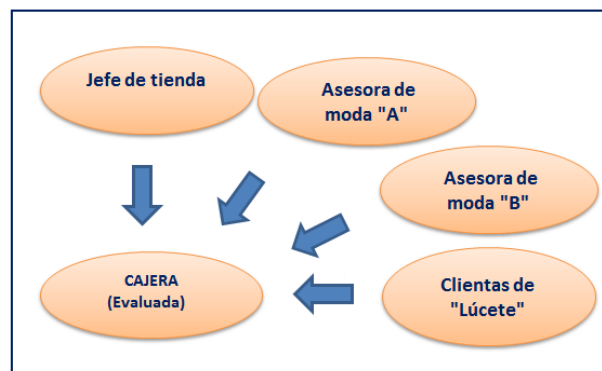 Jefe de tienda
Asesora de
moda "A"
Asesora de
moda "B"
CAJERA
(Evaluada)
Clientas de
"Lúcete"